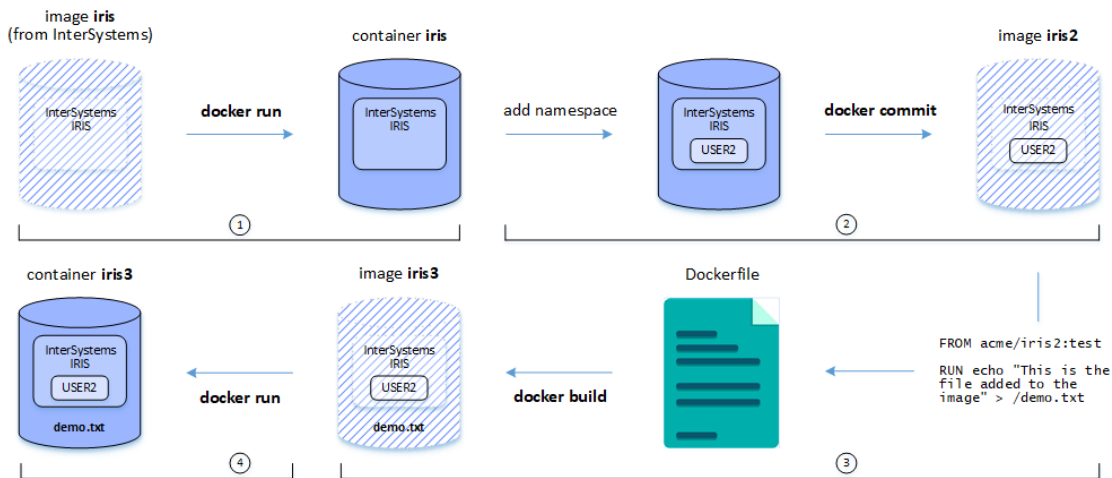 image iris
(from InterSystems)
InterSystems
IRIS
docker run
container iris
InterSystems
IRIS
add namespace
InterSystems
IRIS
USER2
docker commit
image iris2
InterSystems
IRIS
USER2
1
2
container iris3
InterSystems
IRIS
USER2
demo.txt
docker run
image iris3
InterSystems
IRIS
USER2
demo.txt
docker build
Dockerfile
FROM acme/iris2:test
RUN echo "This is the
file added to the
image" > /demo.txt
4
3